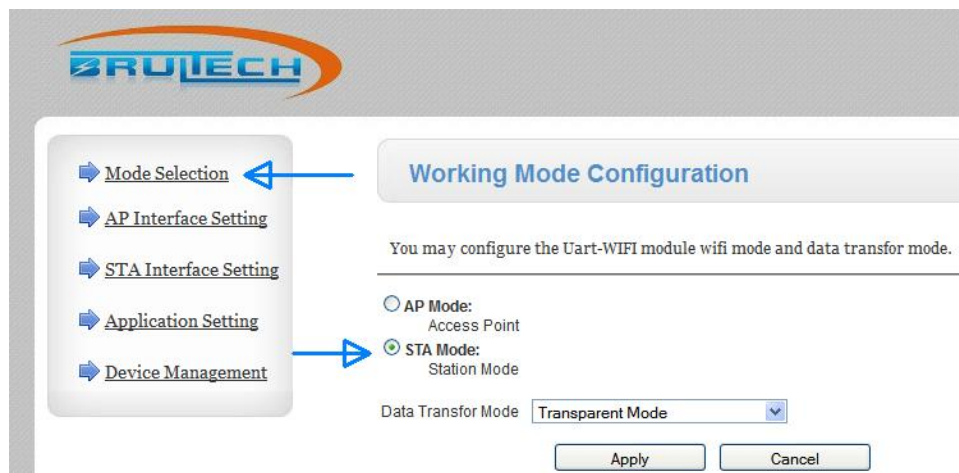 BRULTECH
Mode Selection
AP Interface Setting
STA Interface Setting
Application Setting
Device Management
Working Mode Configuration
You may configure the Uart-WIFI module wifi mode and data transfor mode.
AP Mode:
Access Point
STA Mode:
Station Mode
Data Transfor Mode Transparent Mode
Apply Cancel